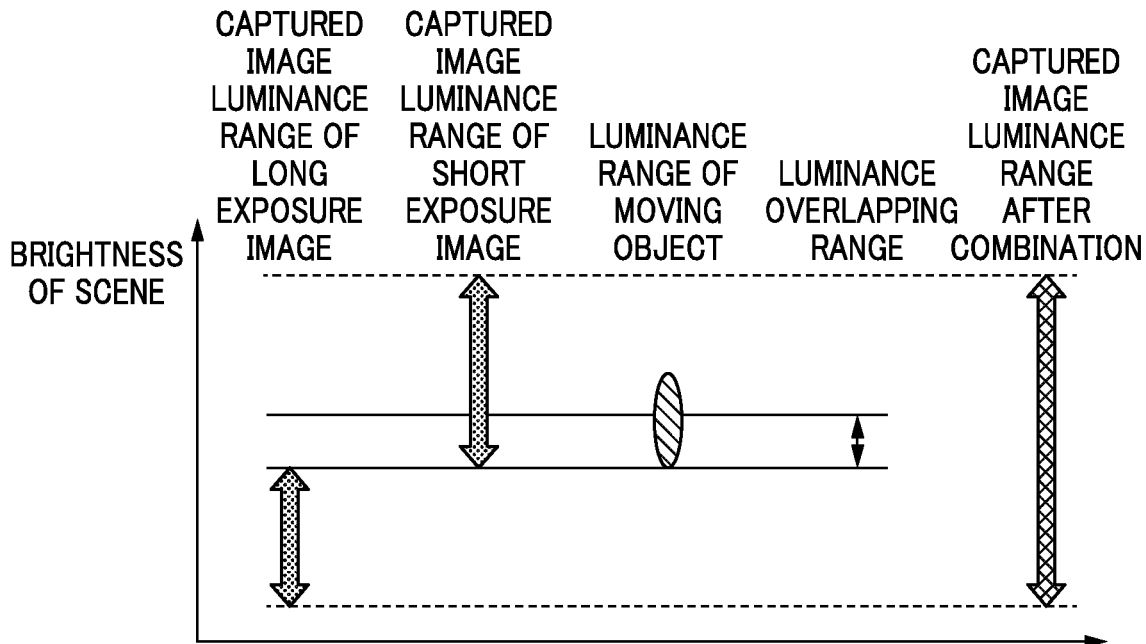 CAPTURED
IMAGE
LUMINANCE
RANGE OF
LONG
EXPOSURE
IMAGE
CAPTURED
IMAGE
LUMINANCE
RANGE OF
SHORT
EXPOSURE
IMAGE
LUMINANCE
RANGE OF
MOVING
OBJECT
LUMINANCE
OVERLAPPING
RANGE
CAPTURED
IMAGE
LUMINANCE
RANGE
AFTER
COMBINATION
BRIGHTNESS
OF SCENE